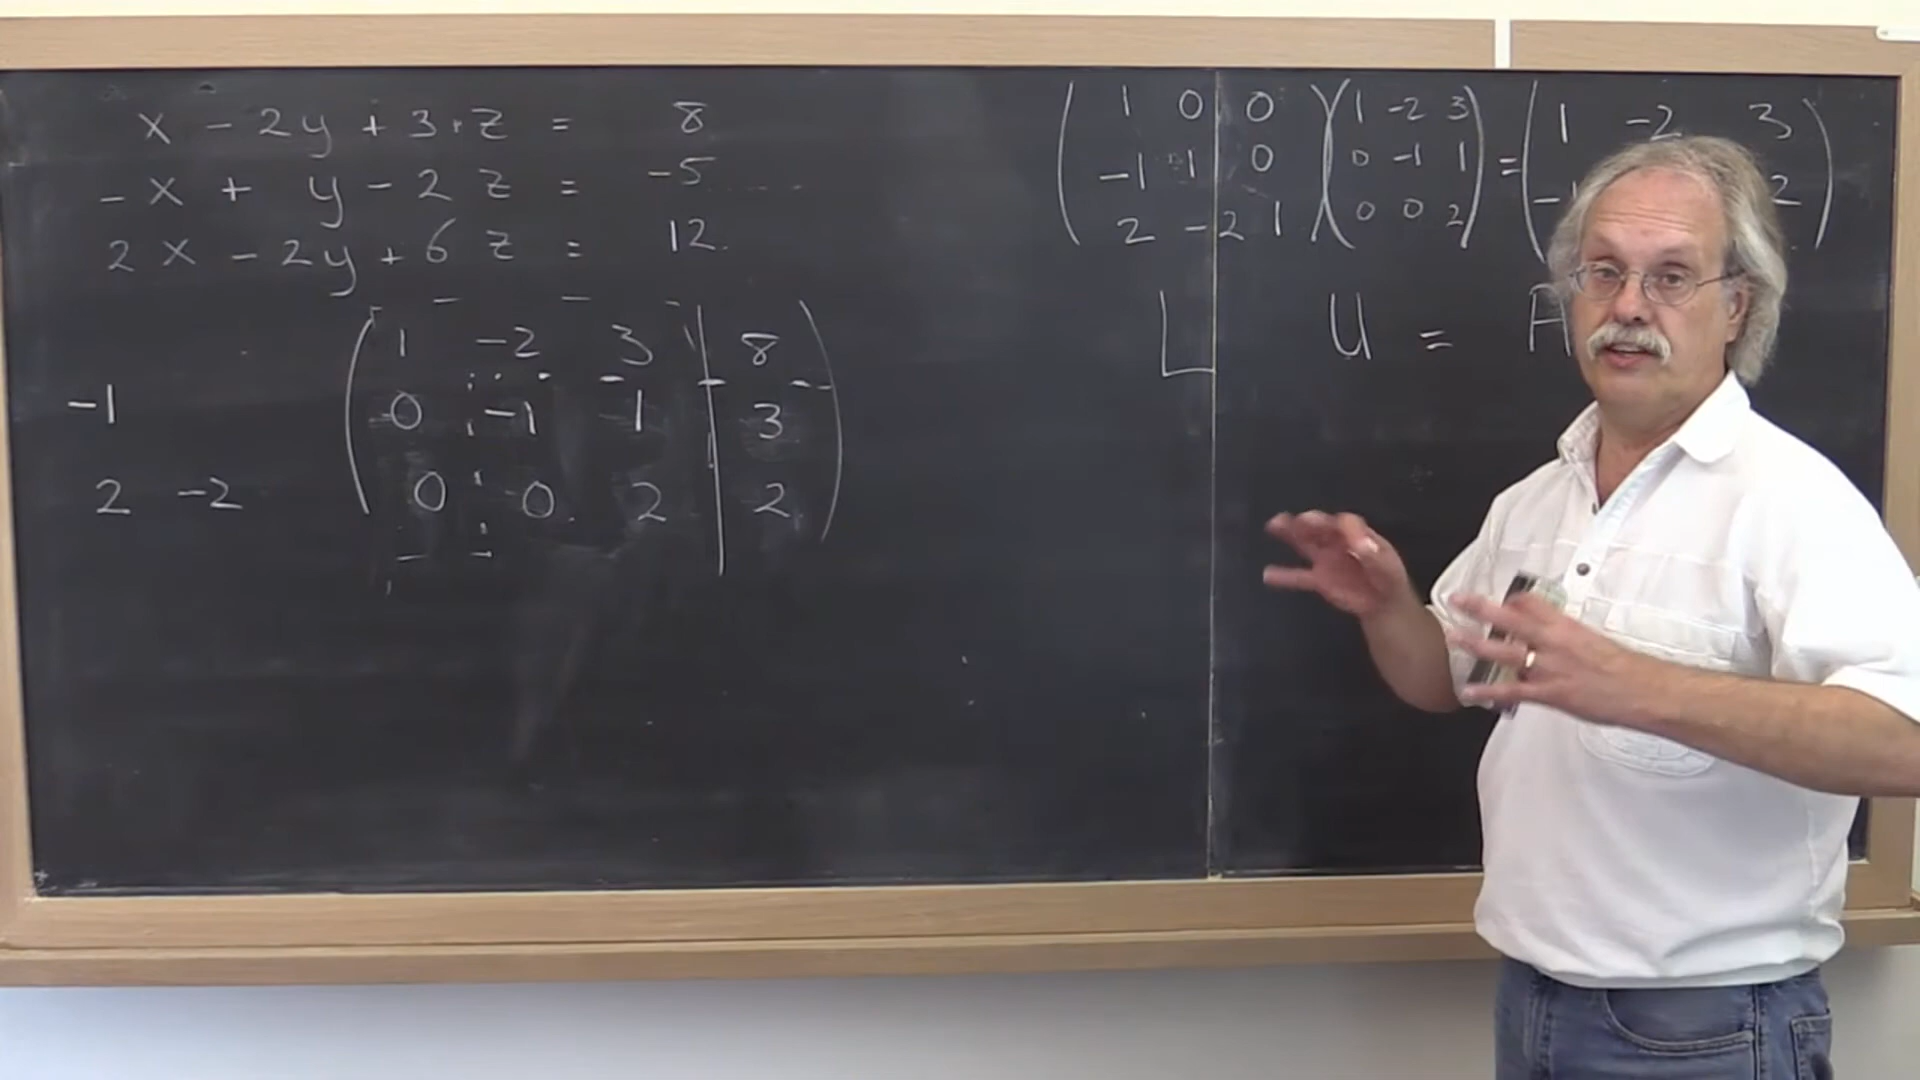 x - 2y + 3z = 8
-x + y - 2z = -5
2x - 2y + 6z = 12
1 -2 3 8
-1 0 -1 1 3
2 -2 0 0 2 2
( 1 0 0 ) ( 1 -2 3 ) = ( 1 -2 3 )
-1 1 0 0 -1 1 2
2 -2 1 0 0 2
L U = A